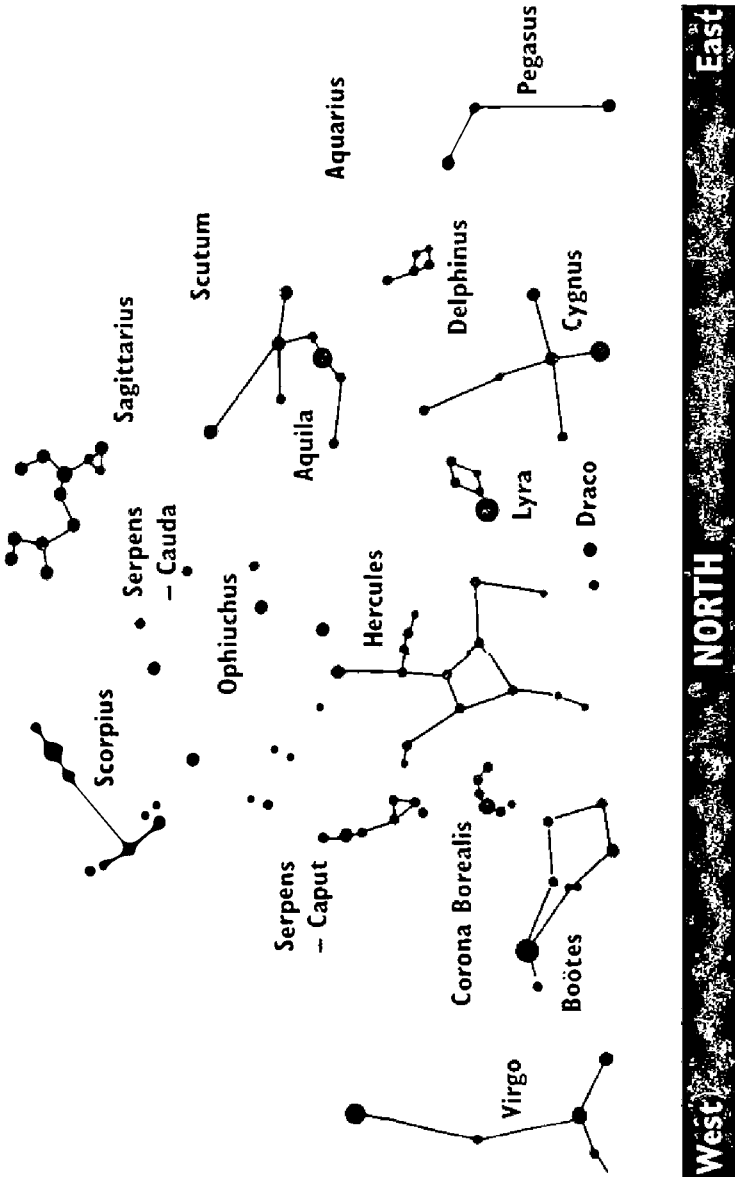 Sagittarius
Scorpius
Serpens
– Cauda
Scutum
Ophiuchus
Aquila
Aquarius
Serpens
– Caput
Hercules
Delphinus
Pegasus
Corona Borealis
Lyra
Cygnus
Boötes
Draco
Virgo
West
NORTH
East